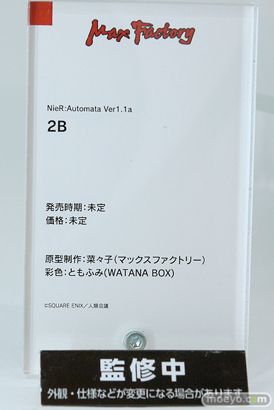 Max Factory
NieR:Automata Ver1.1a
2B
発売時期:未定
価格:未定
原型制作:菜々子(マックスファクトリー)
彩色:ともふみ(WATANA BOX)
©SQUARE ENIX/人類会議
監修中
外観・仕様などが変更になる場合があります
moeyo.com